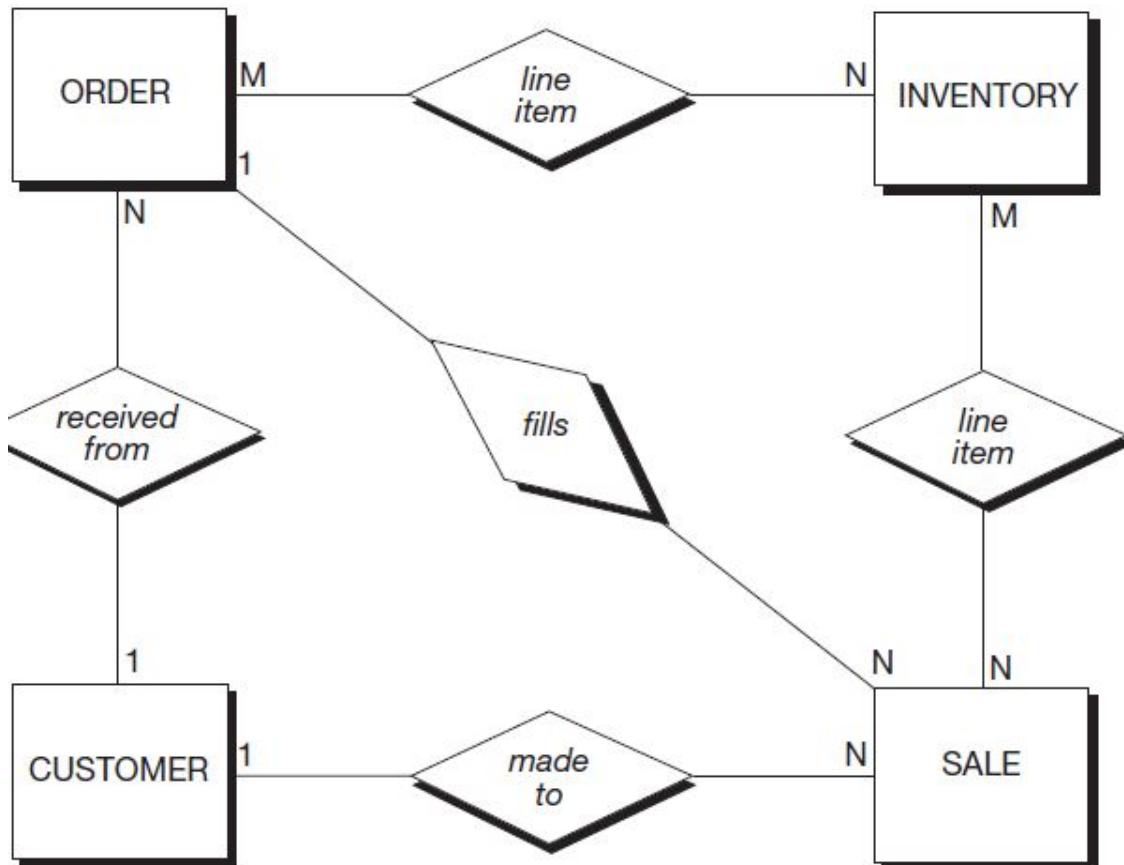 ORDER
M
line
item
N
INVENTORY
1
N
M
received
from
fills
line
item
1
N
N
CUSTOMER
1
made
to
N
SALE